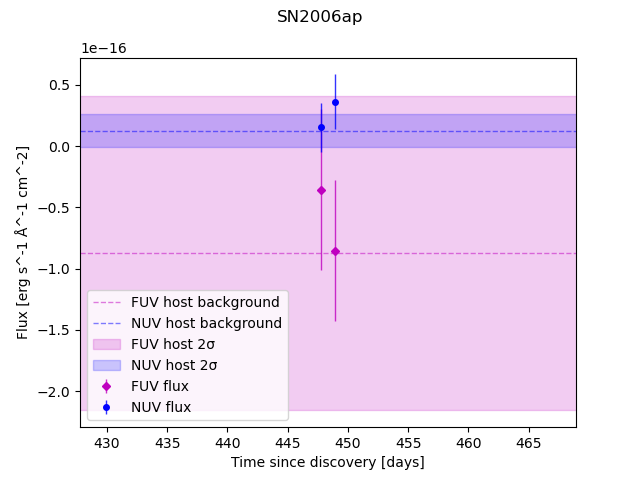 SN2006ap
1e−16
0.5
0.0
−0.5
−1.0
−1.5
−2.0
Flux [erg s^-1 Å^-1 cm^-2]
FUV host background
NUV host background
FUV host 2σ
NUV host 2σ
FUV flux
NUV flux
430 435 440 445 450 455 460 465
Time since discovery [days]